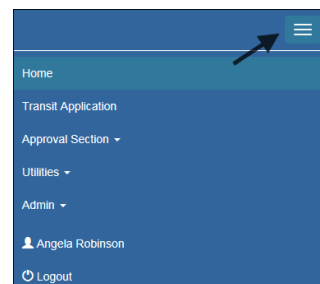 Home
Transit Application
Approval Section
Utilities
Admin
Angela Robinson
Logout